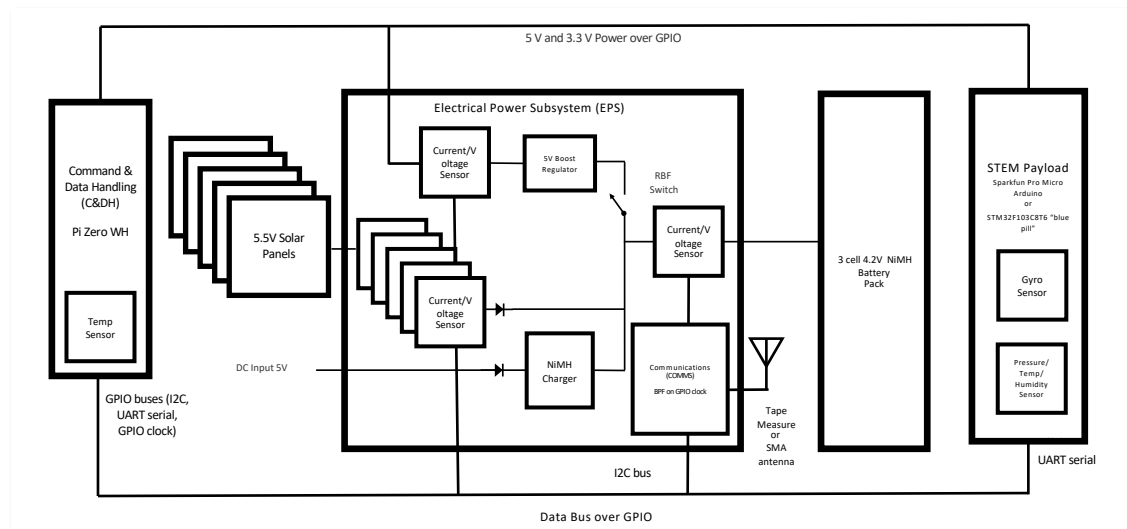 5 V and 3.3 V Power over GPIO
Command &
Data Handling
(C&DH)
Pi Zero WH
Temp
Sensor
GPIO buses (I2C,
UART serial,
GPIO clock)
5.5V Solar
Panels
Electrical Power Subsystem (EPS)
Current/V
oltage
Sensor
5V Boost
Regulator
RBF
Switch
Current/V
oltage
Sensor
Current/V
oltage
Sensor
DC Input 5V
NiMH
Charger
Communications
(COMMS)
BPF on GPIO clock
Tape
Measure
or
SMA
antenna
3 cell 4.2V NiMH
Battery
Pack
STEM Payload
Sparkfun Pro Micro
Arduino
or
STM32F103C8T6 “blue
pill”
Gyro
Sensor
Pressure/
Temp/
Humidity
Sensor
UART serial
I2C bus
Data Bus over GPIO